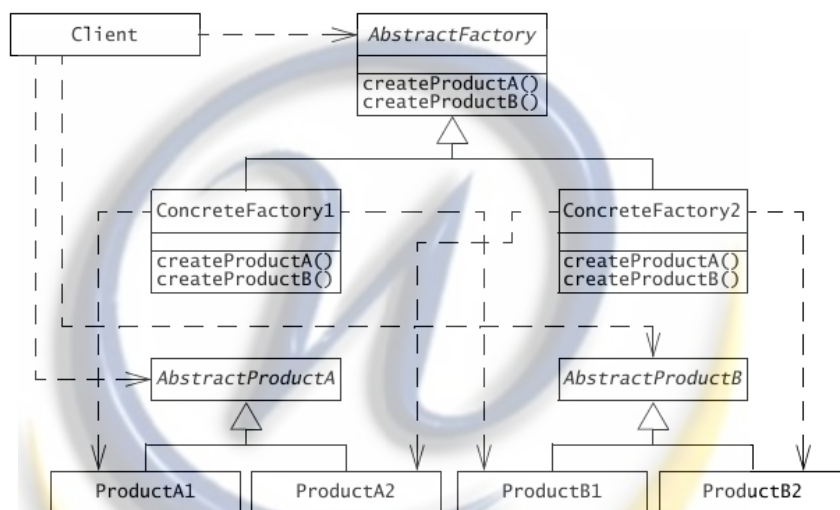 Client
AbstractFactory
createProductA()
createProductB()
ConcreteFactory1
createProductA()
createProductB()
ConcreteFactory2
createProductA()
createProductB()
AbstractProductA
AbstractProductB
ProductA1
ProductA2
ProductB1
ProductB2